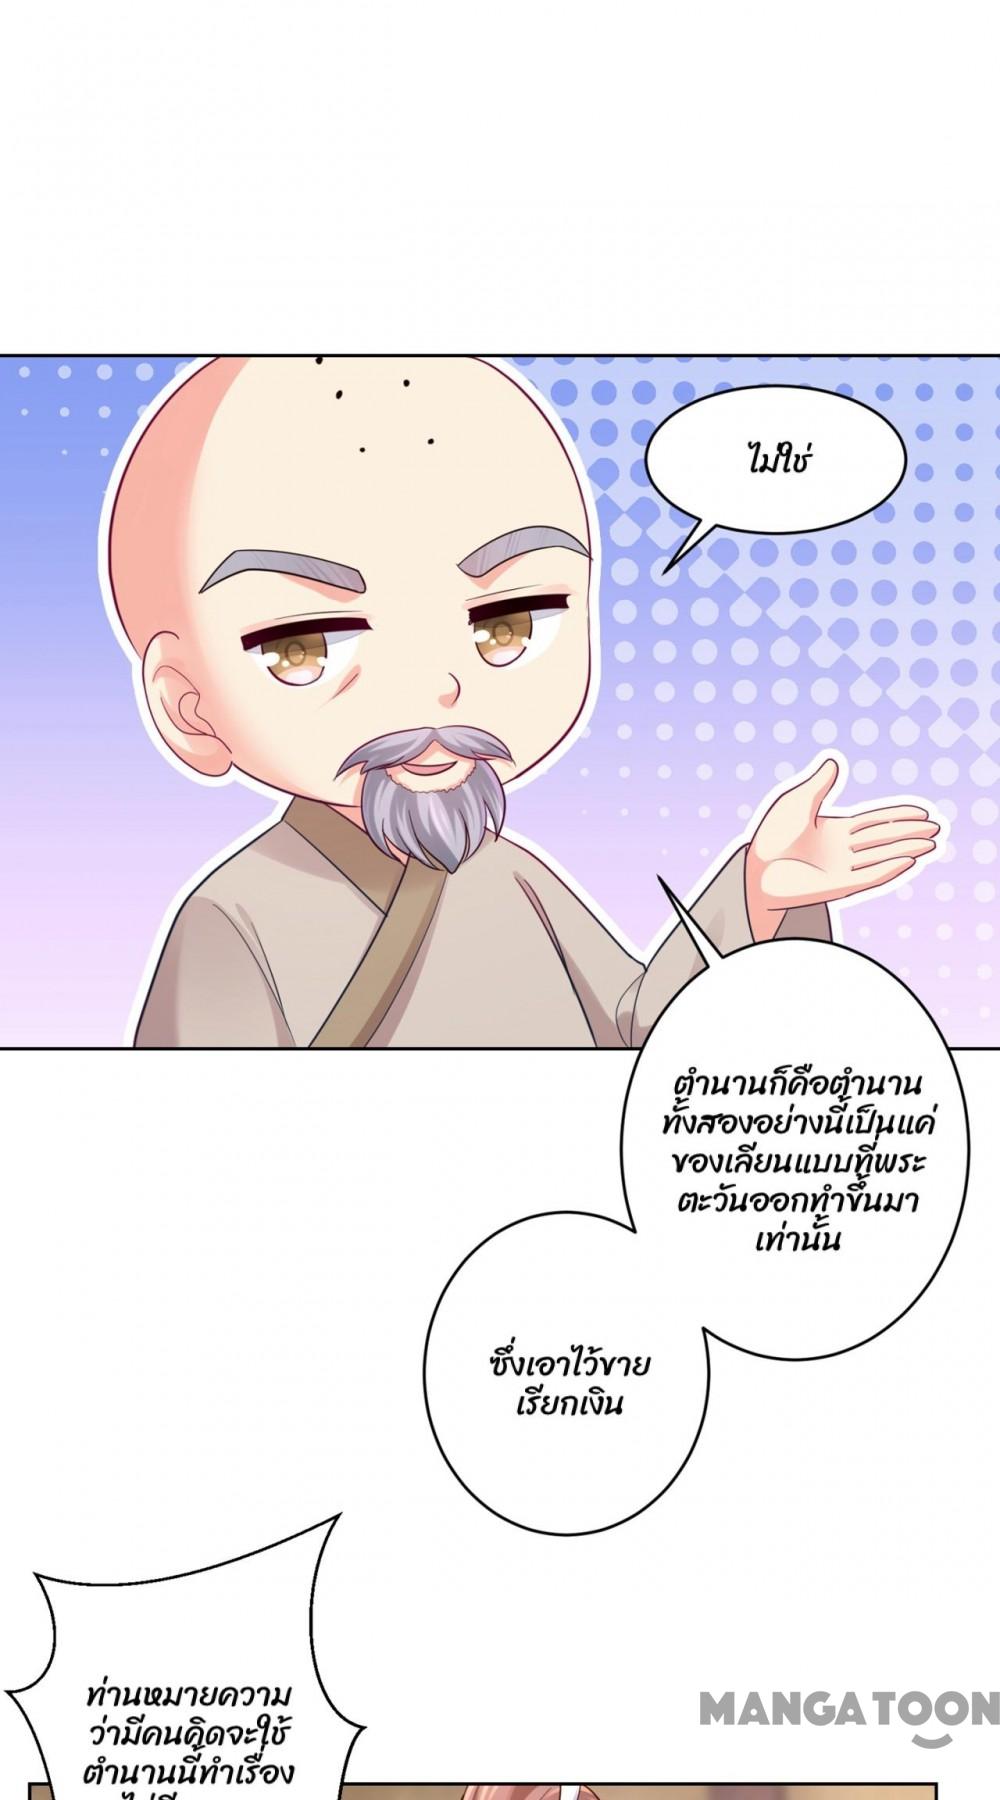 ไม่ใช่
ตำนานก็คือตำนาน
ทั้งสองอย่างนี้เป็นแค่
ของเลียนแบบที่พระ
ตะวันออกทำขึ้นมา
เท่านั้น
ซึ่งเอาไว้ขาย
เรียกเงิน
ท่านหมายความ
ว่ามีคนคิดจะใช้
ตำนานนี้ทำเรื่อง
MANGATOON